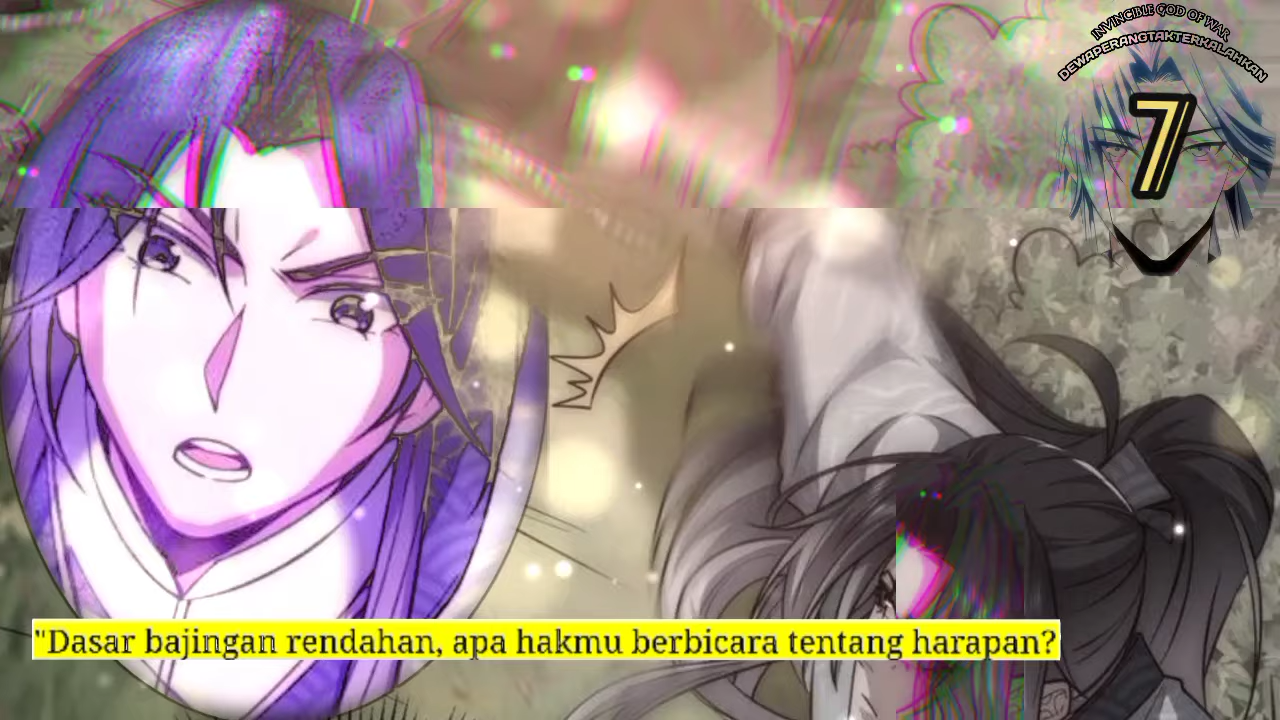 INVINCIBLE GOD OF WAR
DEWAPERANGTAKTERKALAHKAN
7
"Dasar bajingan rendahan, apa hakmu berbicara tentang harapan?